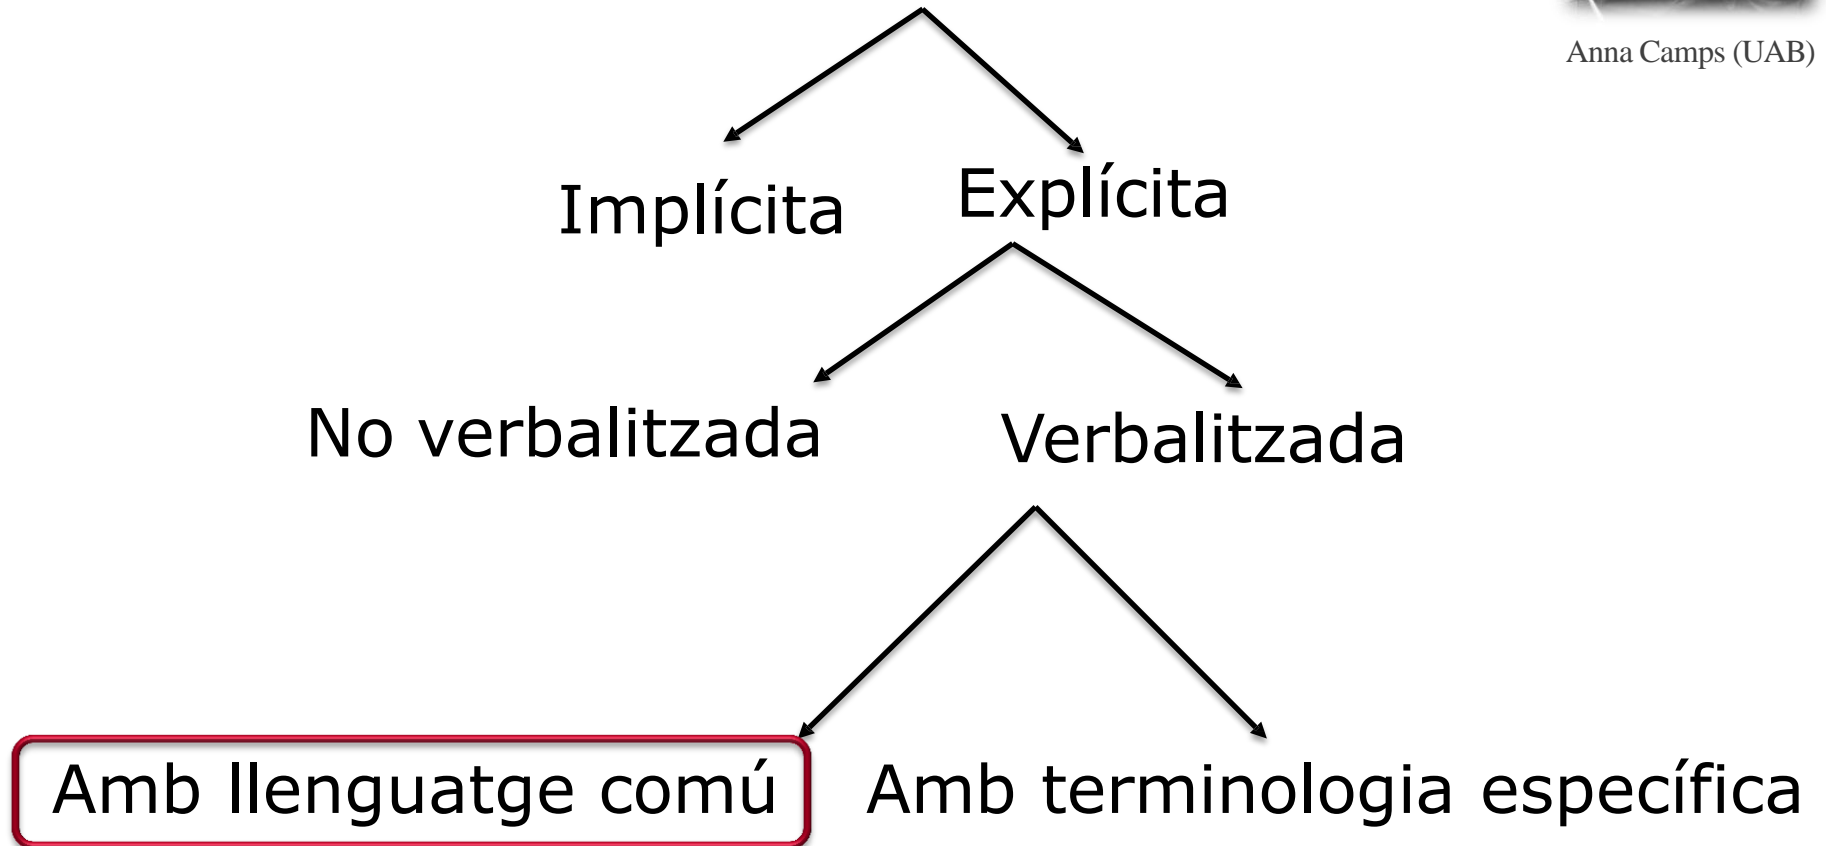 Anna Camps (UAB)
Implícita
Explícita
No verbalitzada
Verbalitzada
Amb llenguatge comú
Amb terminologia específica